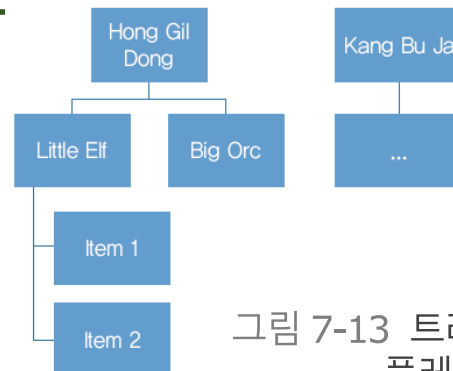 Hong Gil
Dong
Kang Bu Ja
Little Elf
Big Orc
...
Item 1
Item 2
그림 7-13